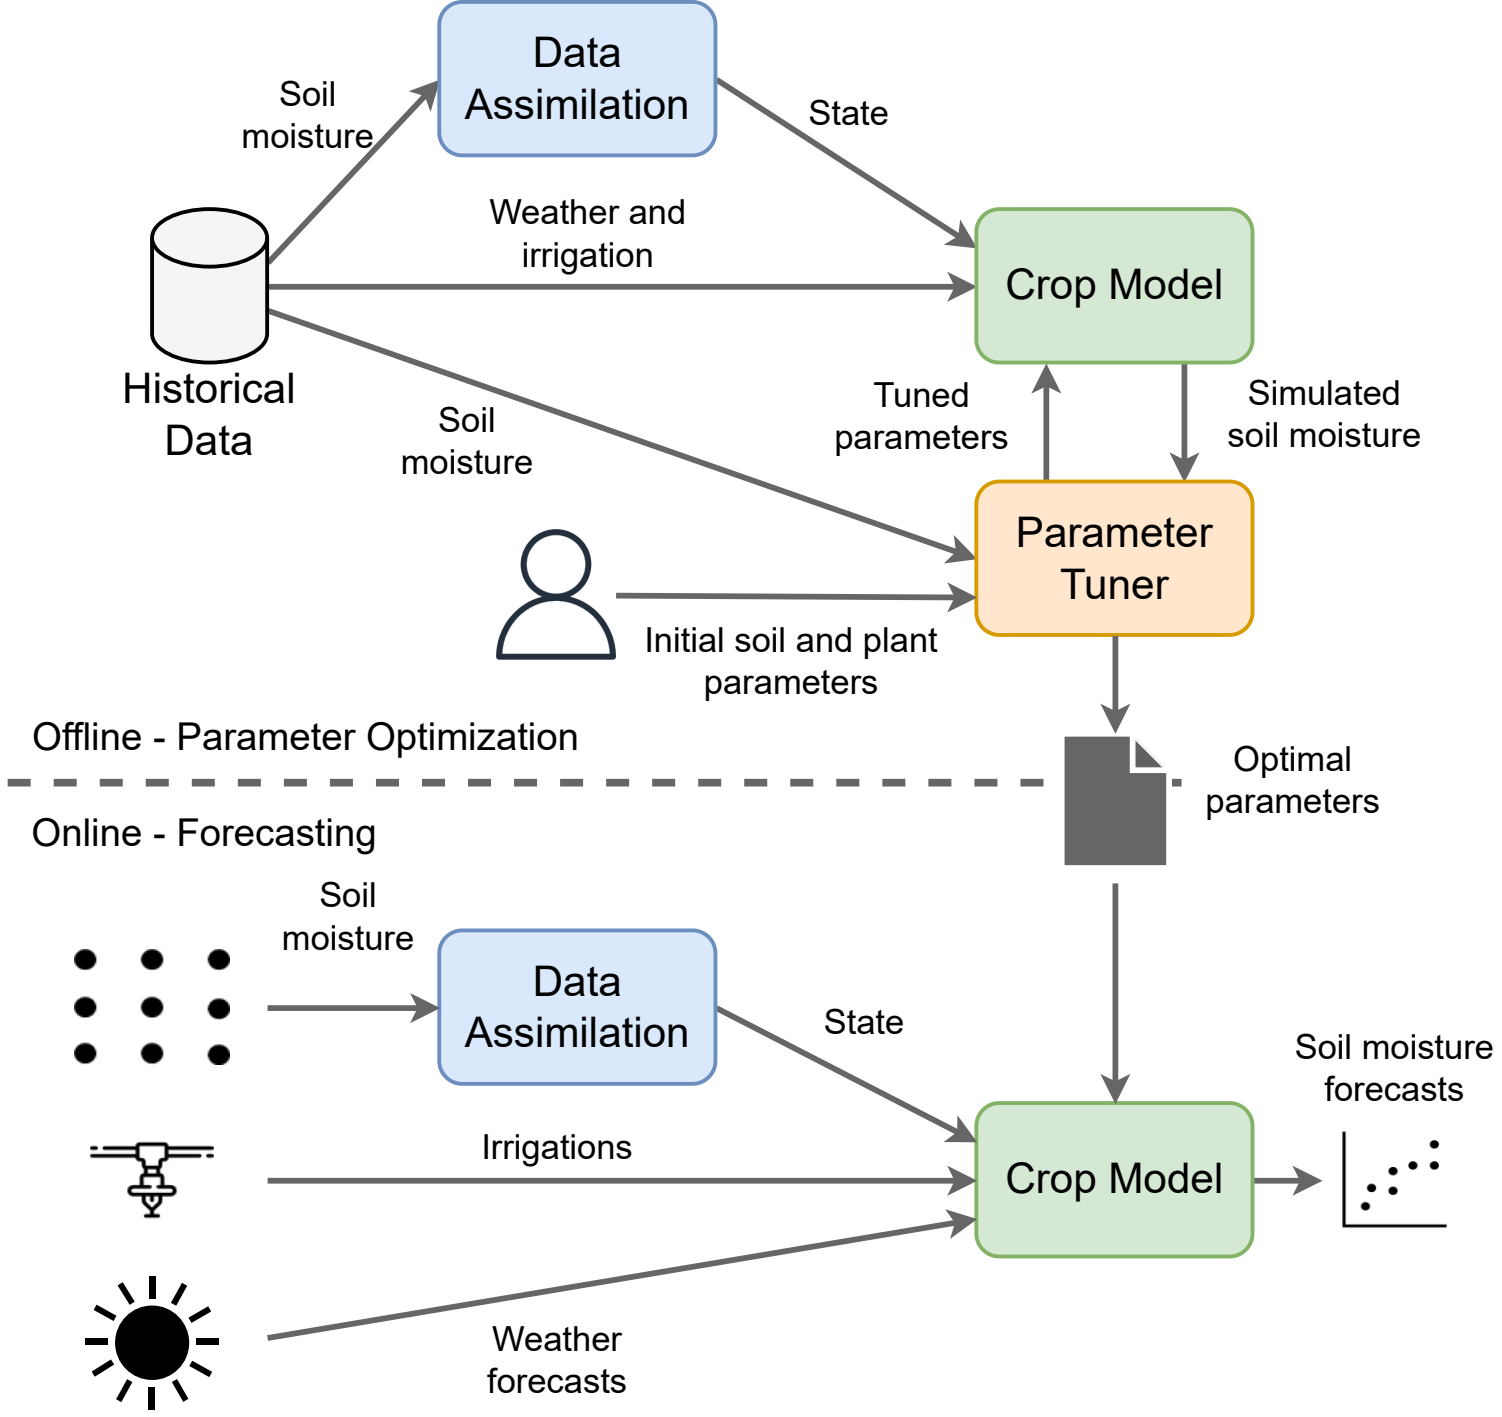 Data
Assimilation
Soil
moisture
State
Weather and
irrigation
Crop Model
Historical
Data
Soil
moisture
Tuned
parameters
Simulated
soil moisture
Parameter
Tuner
Initial soil and plant
parameters
Offline - Parameter Optimization
Optimal
parameters
Online - Forecasting
Soil
moisture
Data
Assimilation
State
Soil moisture
forecasts
Irrigations
Crop Model
Weather
forecasts